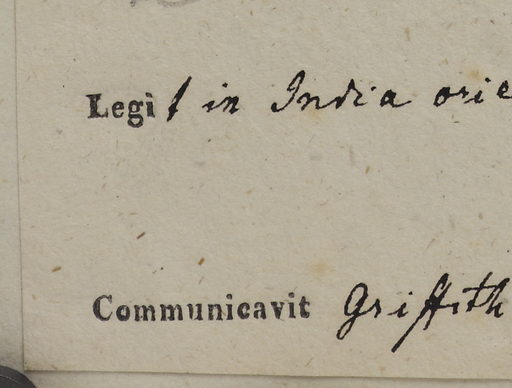 Legit in India orie
Communicavit Griffith